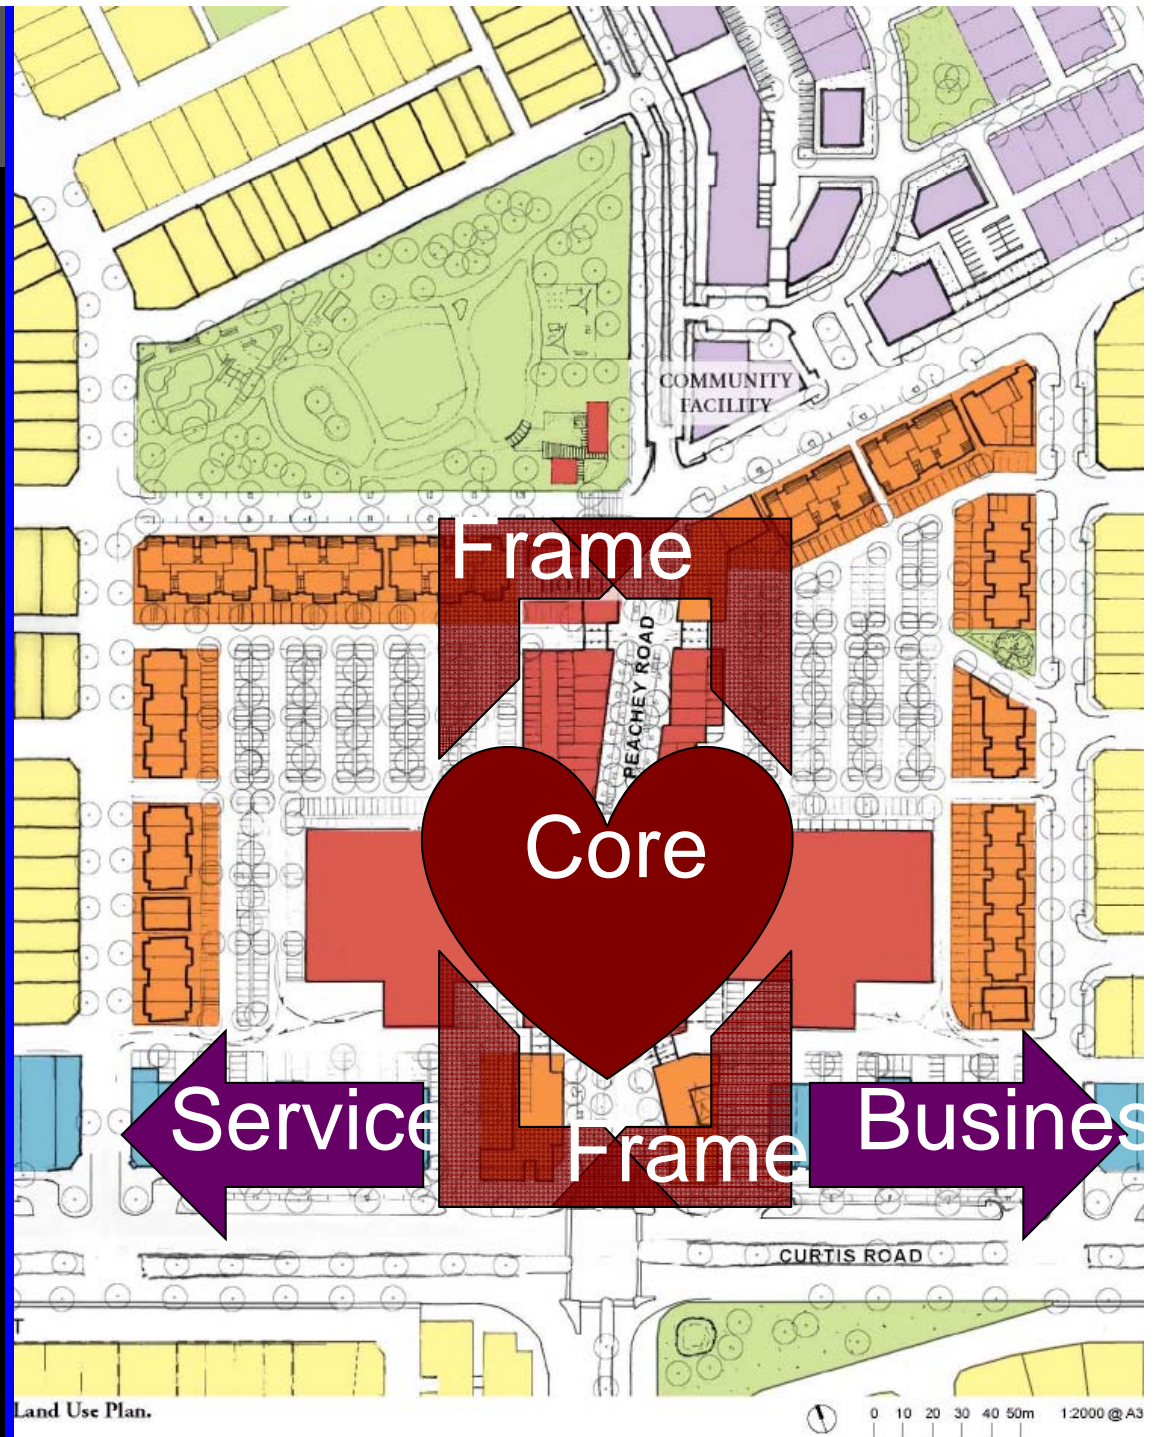 COMMUNITY
FACILITY
Frame
PEACHEY ROAD
Core
Service
Busines
Frame
CURTIS ROAD
T
Land Use Plan.
0 10 20 30 40 50m 1:2000 @ A3